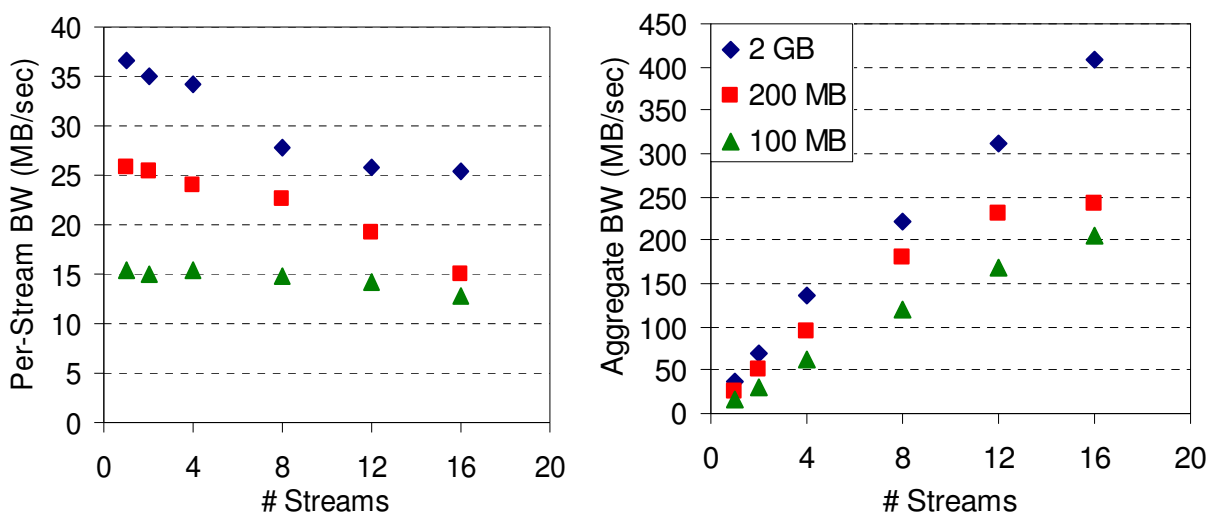 Per-Stream BW (MB/sec)
40
35
30
25
20
15
10
5
0
0 4 8 12 16 20
# Streams
Aggregate BW (MB/sec)
450
400
350
300
250
200
150
100
50
0
2 GB
200 MB
100 MB
0 4 8 12 16 20
# Streams